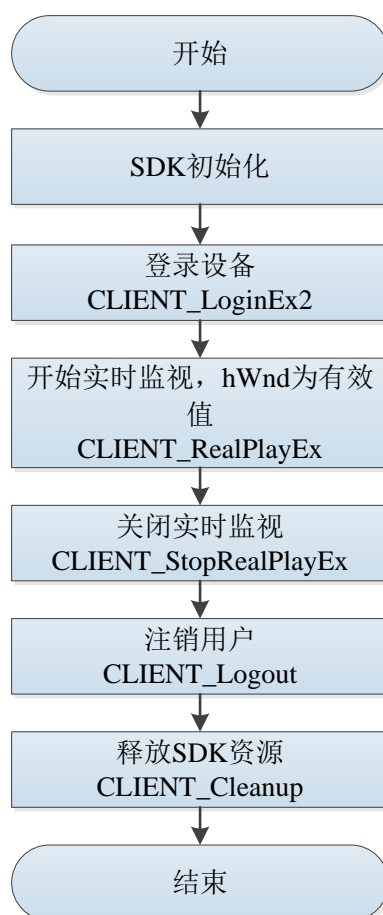 开始
SDK初始化
登录设备
CLIENT_LoginEx2
开始实时监视，hWnd为有效
值
CLIENT_RealPlayEx
关闭实时监视
CLIENT_StopRealPlayEx
注销用户
CLIENT_Logout
释放SDK资源
CLIENT_Cleanup
结束